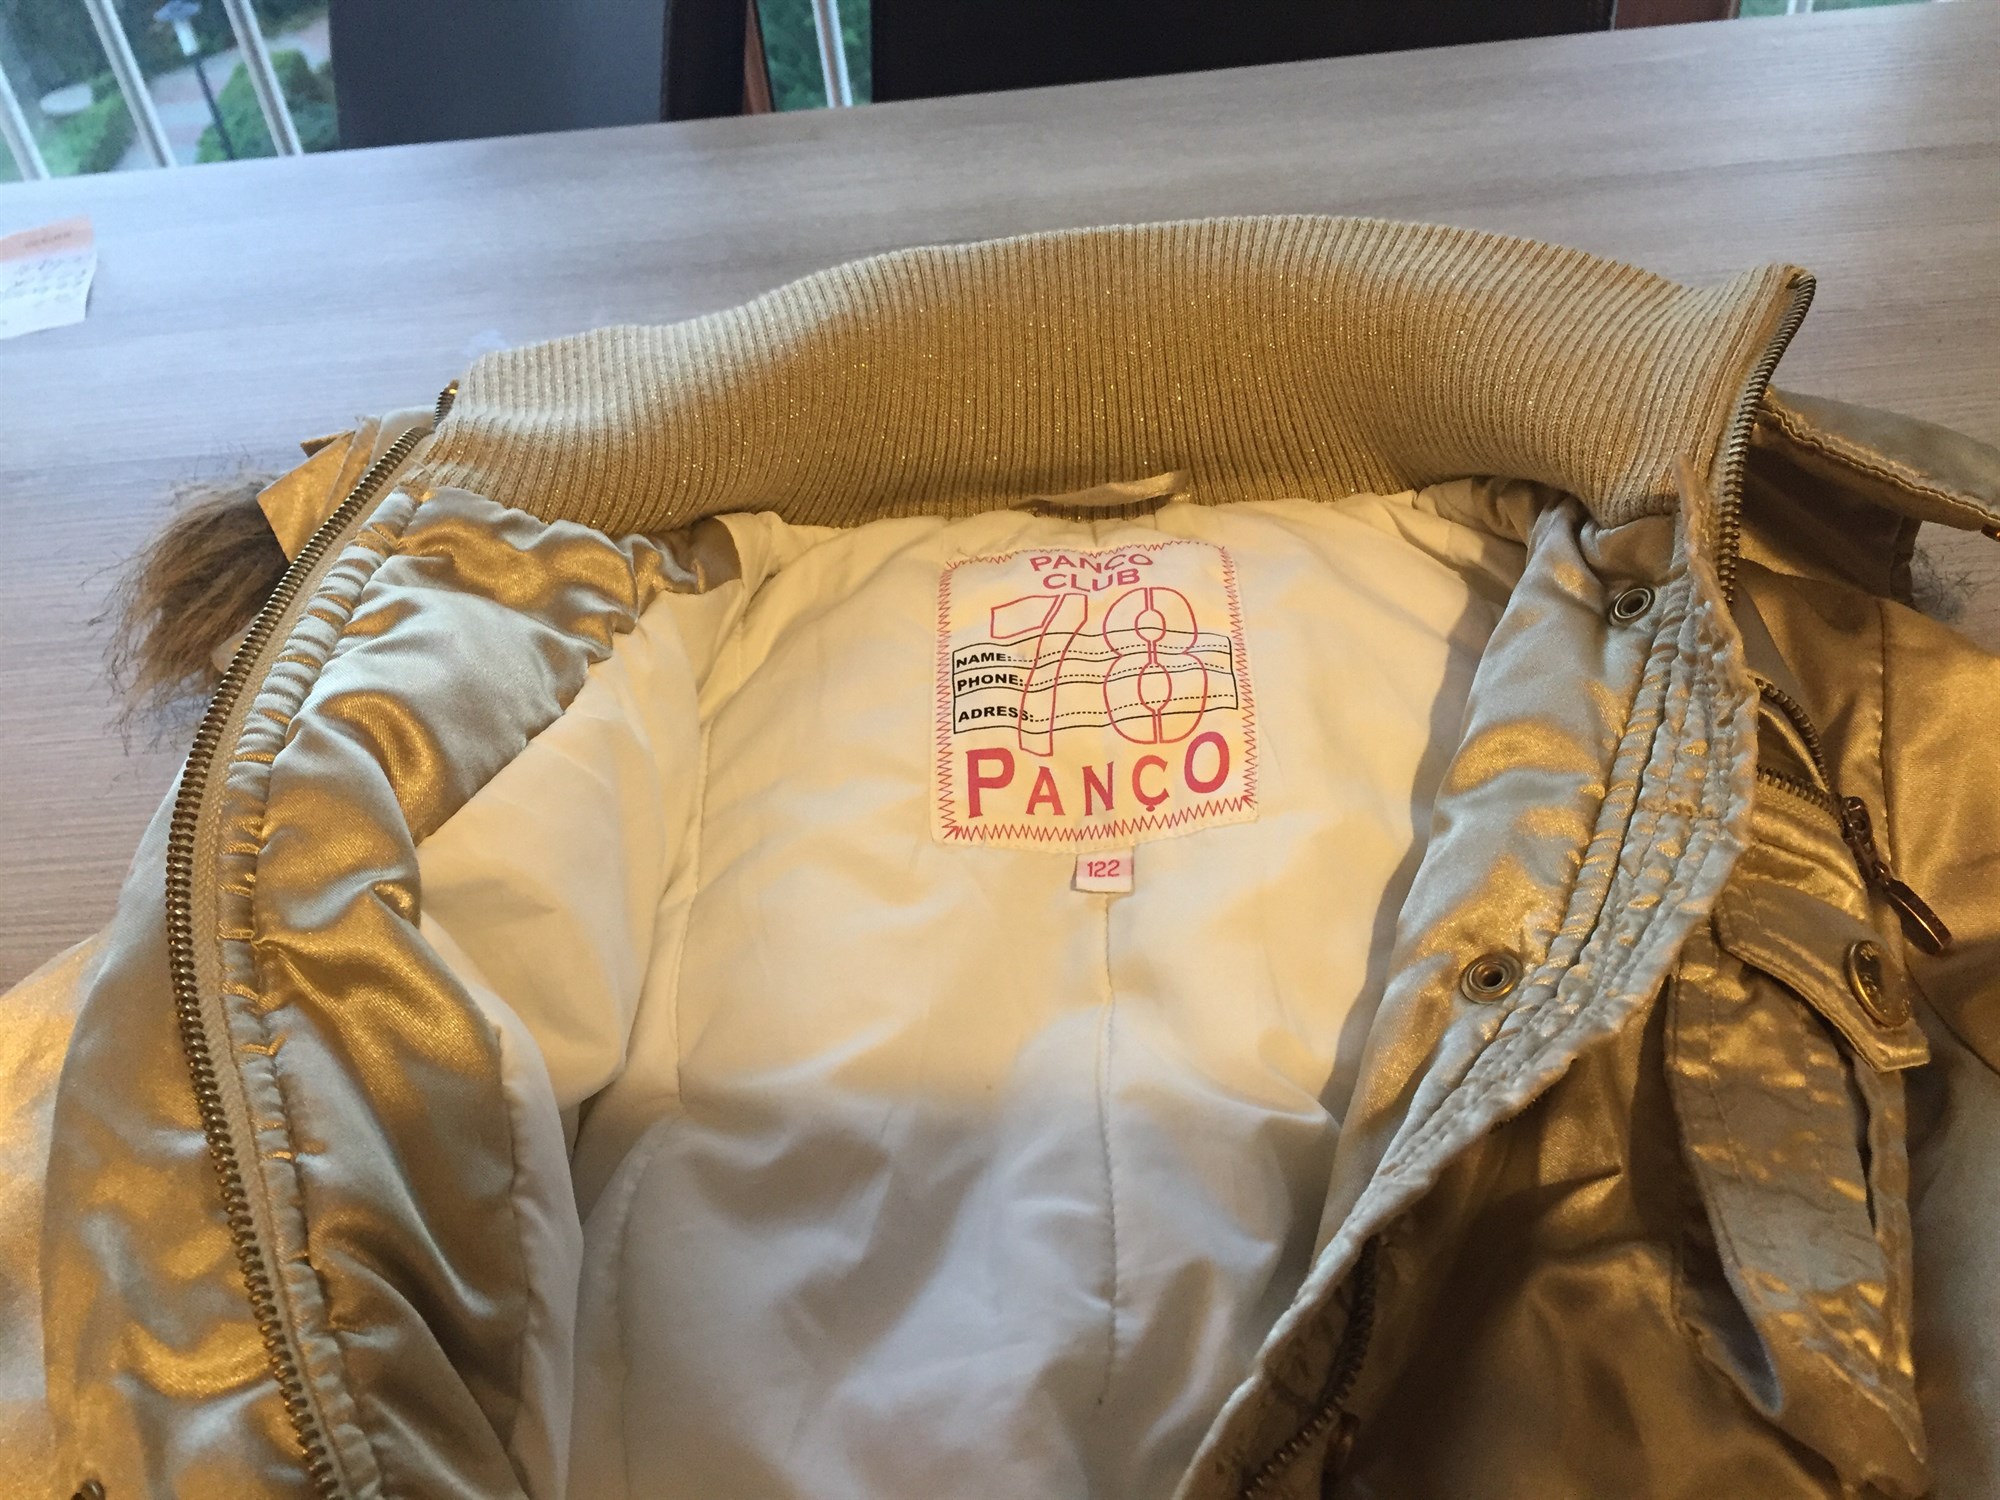 PANÇO
CLUB
78
NAME:
PHONE:
ADRESS:
PANÇO
122